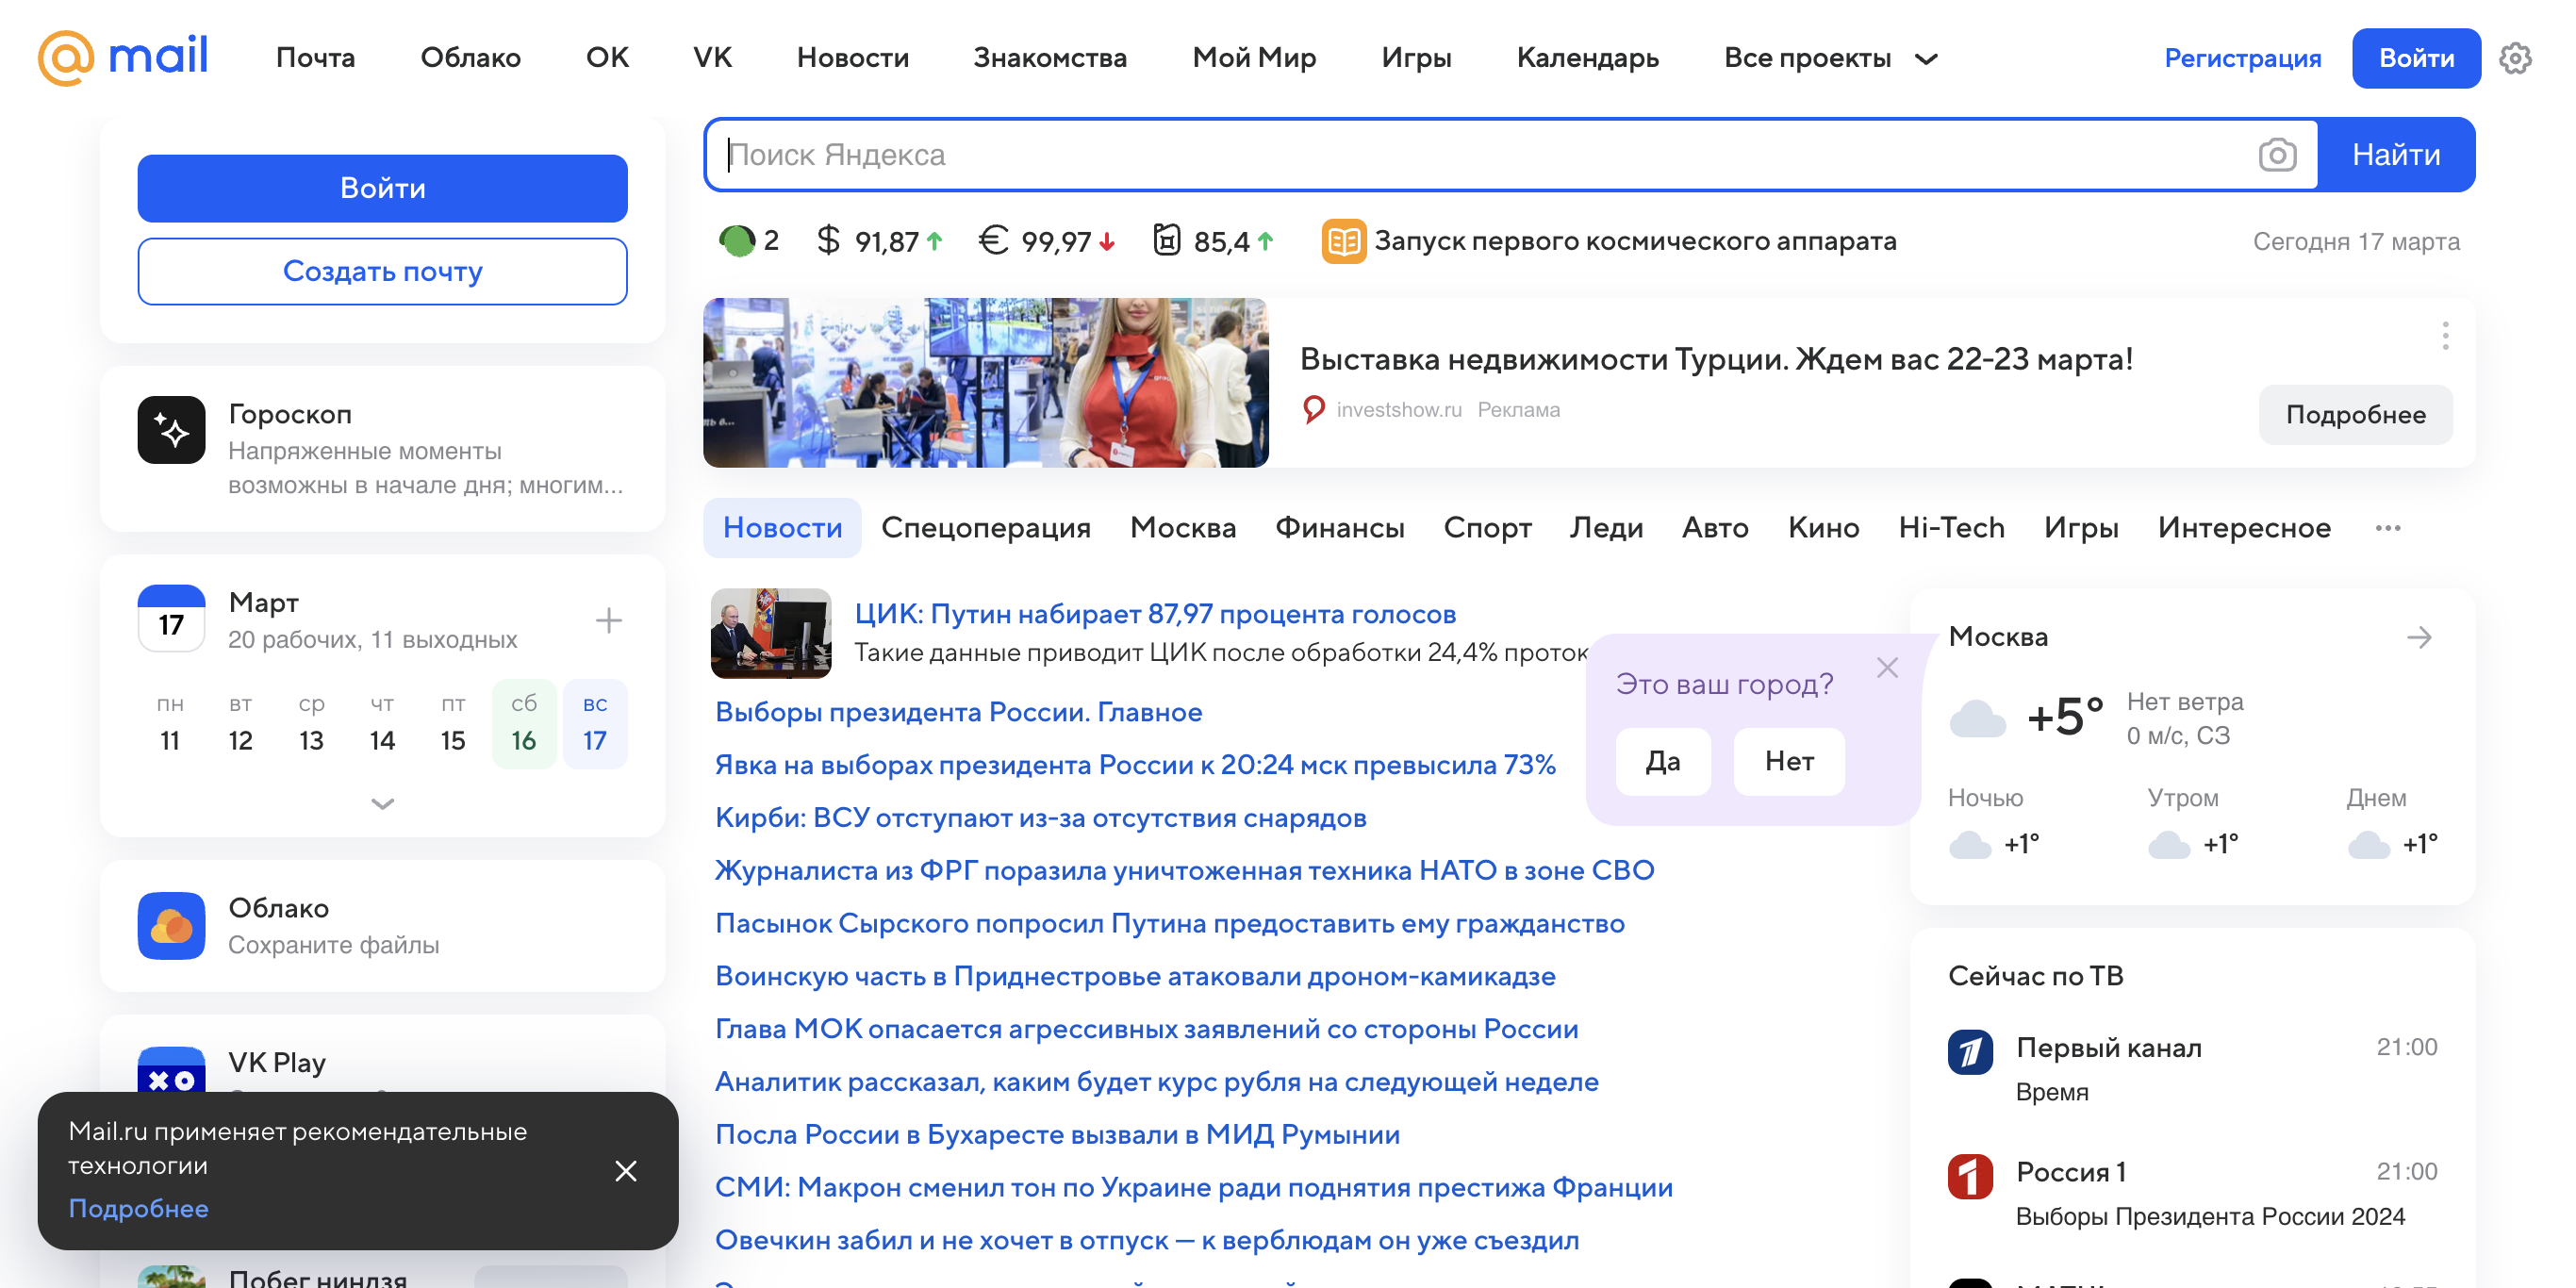 mail
Почта
Облако
ОК
VK
Новости
Знакомства
Мой Мир
Игры
Календарь
Все проекты
Регистрация
Войти
Войти
Создать почту
Гороскоп
Напряженные моменты
возможны в начале дня; многим...
17
Март
20 рабочих, 11 выходных
пн вт ср чт пт сб вс
11 12 13 14 15 16 17
Облако
Сохраните файлы
VK Play
Mail.ru применяет рекомендательные
технологии
Подробнее
Побег ниндзя
Поиск Яндекса
Найти
2
$ 91,87
€ 99,97
85,4
Запуск первого космического аппарата
Сегодня 17 марта
Выставка недвижимости Турции. Ждем вас 22-23 марта!
investshow.ru Реклама
Подробнее
Новости
Спецоперация
Москва
Финансы
Спорт
Леди
Авто
Кино
Hi-Tech
Игры
Интересное
ЦИК: Путин набирает 87,97 процента голосов
Такие данные приводит ЦИК после обработки 24,4% проток
Выборы президента России. Главное
Явка на выборах президента России к 20:24 мск превысила 73%
Кирби: ВСУ отступают из-за отсутствия снарядов
Журналиста из ФРГ поразила уничтоженная техника НАТО в зоне СВО
Пасынок Сырского попросил Путина предоставить ему гражданство
Воинскую часть в Приднестровье атаковали дроном-камикадзе
Глава МОК опасается агрессивных заявлений со стороны России
Аналитик рассказал, каким будет курс рубля на следующей неделе
Посла России в Бухаресте вызвали в МИД Румынии
СМИ: Макрон сменил тон по Украине ради поднятия престижа Франции
Овечкин забил и не хочет в отпуск — к верблюдам он уже съездил
Это ваш город?
Да
Нет
Москва
+5°
Нет ветра
0 м/с, СЗ
Ночью Утром Днем
+1° +1° +1°
Сейчас по ТВ
Первый канал 21:00
Время
Россия 1 21:00
Выборы Президента России 2024